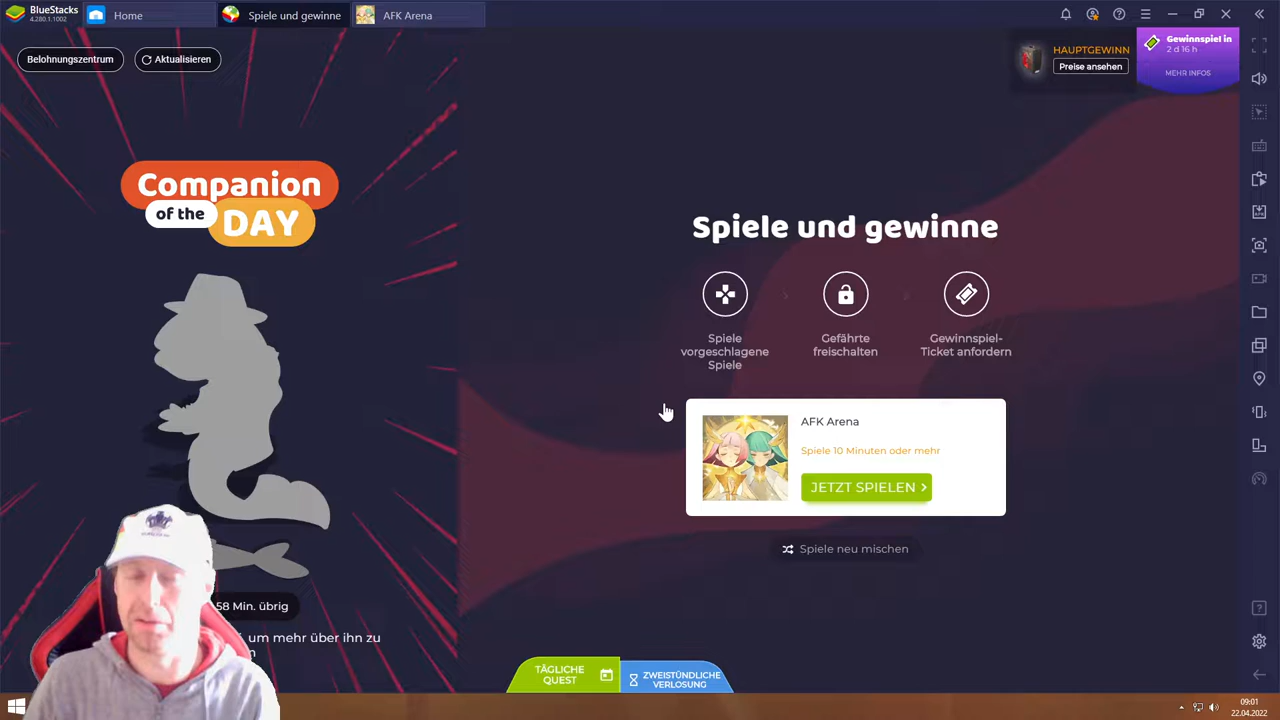 BlueStacks
4.280.1.1002
Home
Spiele und gewinne
AFK Arena
Belohnungszentrum
Aktualisieren
HAUPTGEWINN
Preise ansehen
Gewinnspiel in
2 d 16 h
MEHR INFOS
Companion
of the
DAY
Spiele und gewinne
Spiele
vorgeschlagene
Spiele
Gefährte
freischalten
Gewinnspiel-
Ticket anfordern
AFK Arena
Spiele 10 Minuten oder mehr
JETZT SPIELEN
Spiele neu mischen
58 Min. übrig
um mehr über ihn zu
TÄGLICHE
QUEST
ZWEISTÜNDLICHE
VERLOSUNG
09:01
22.04.2022